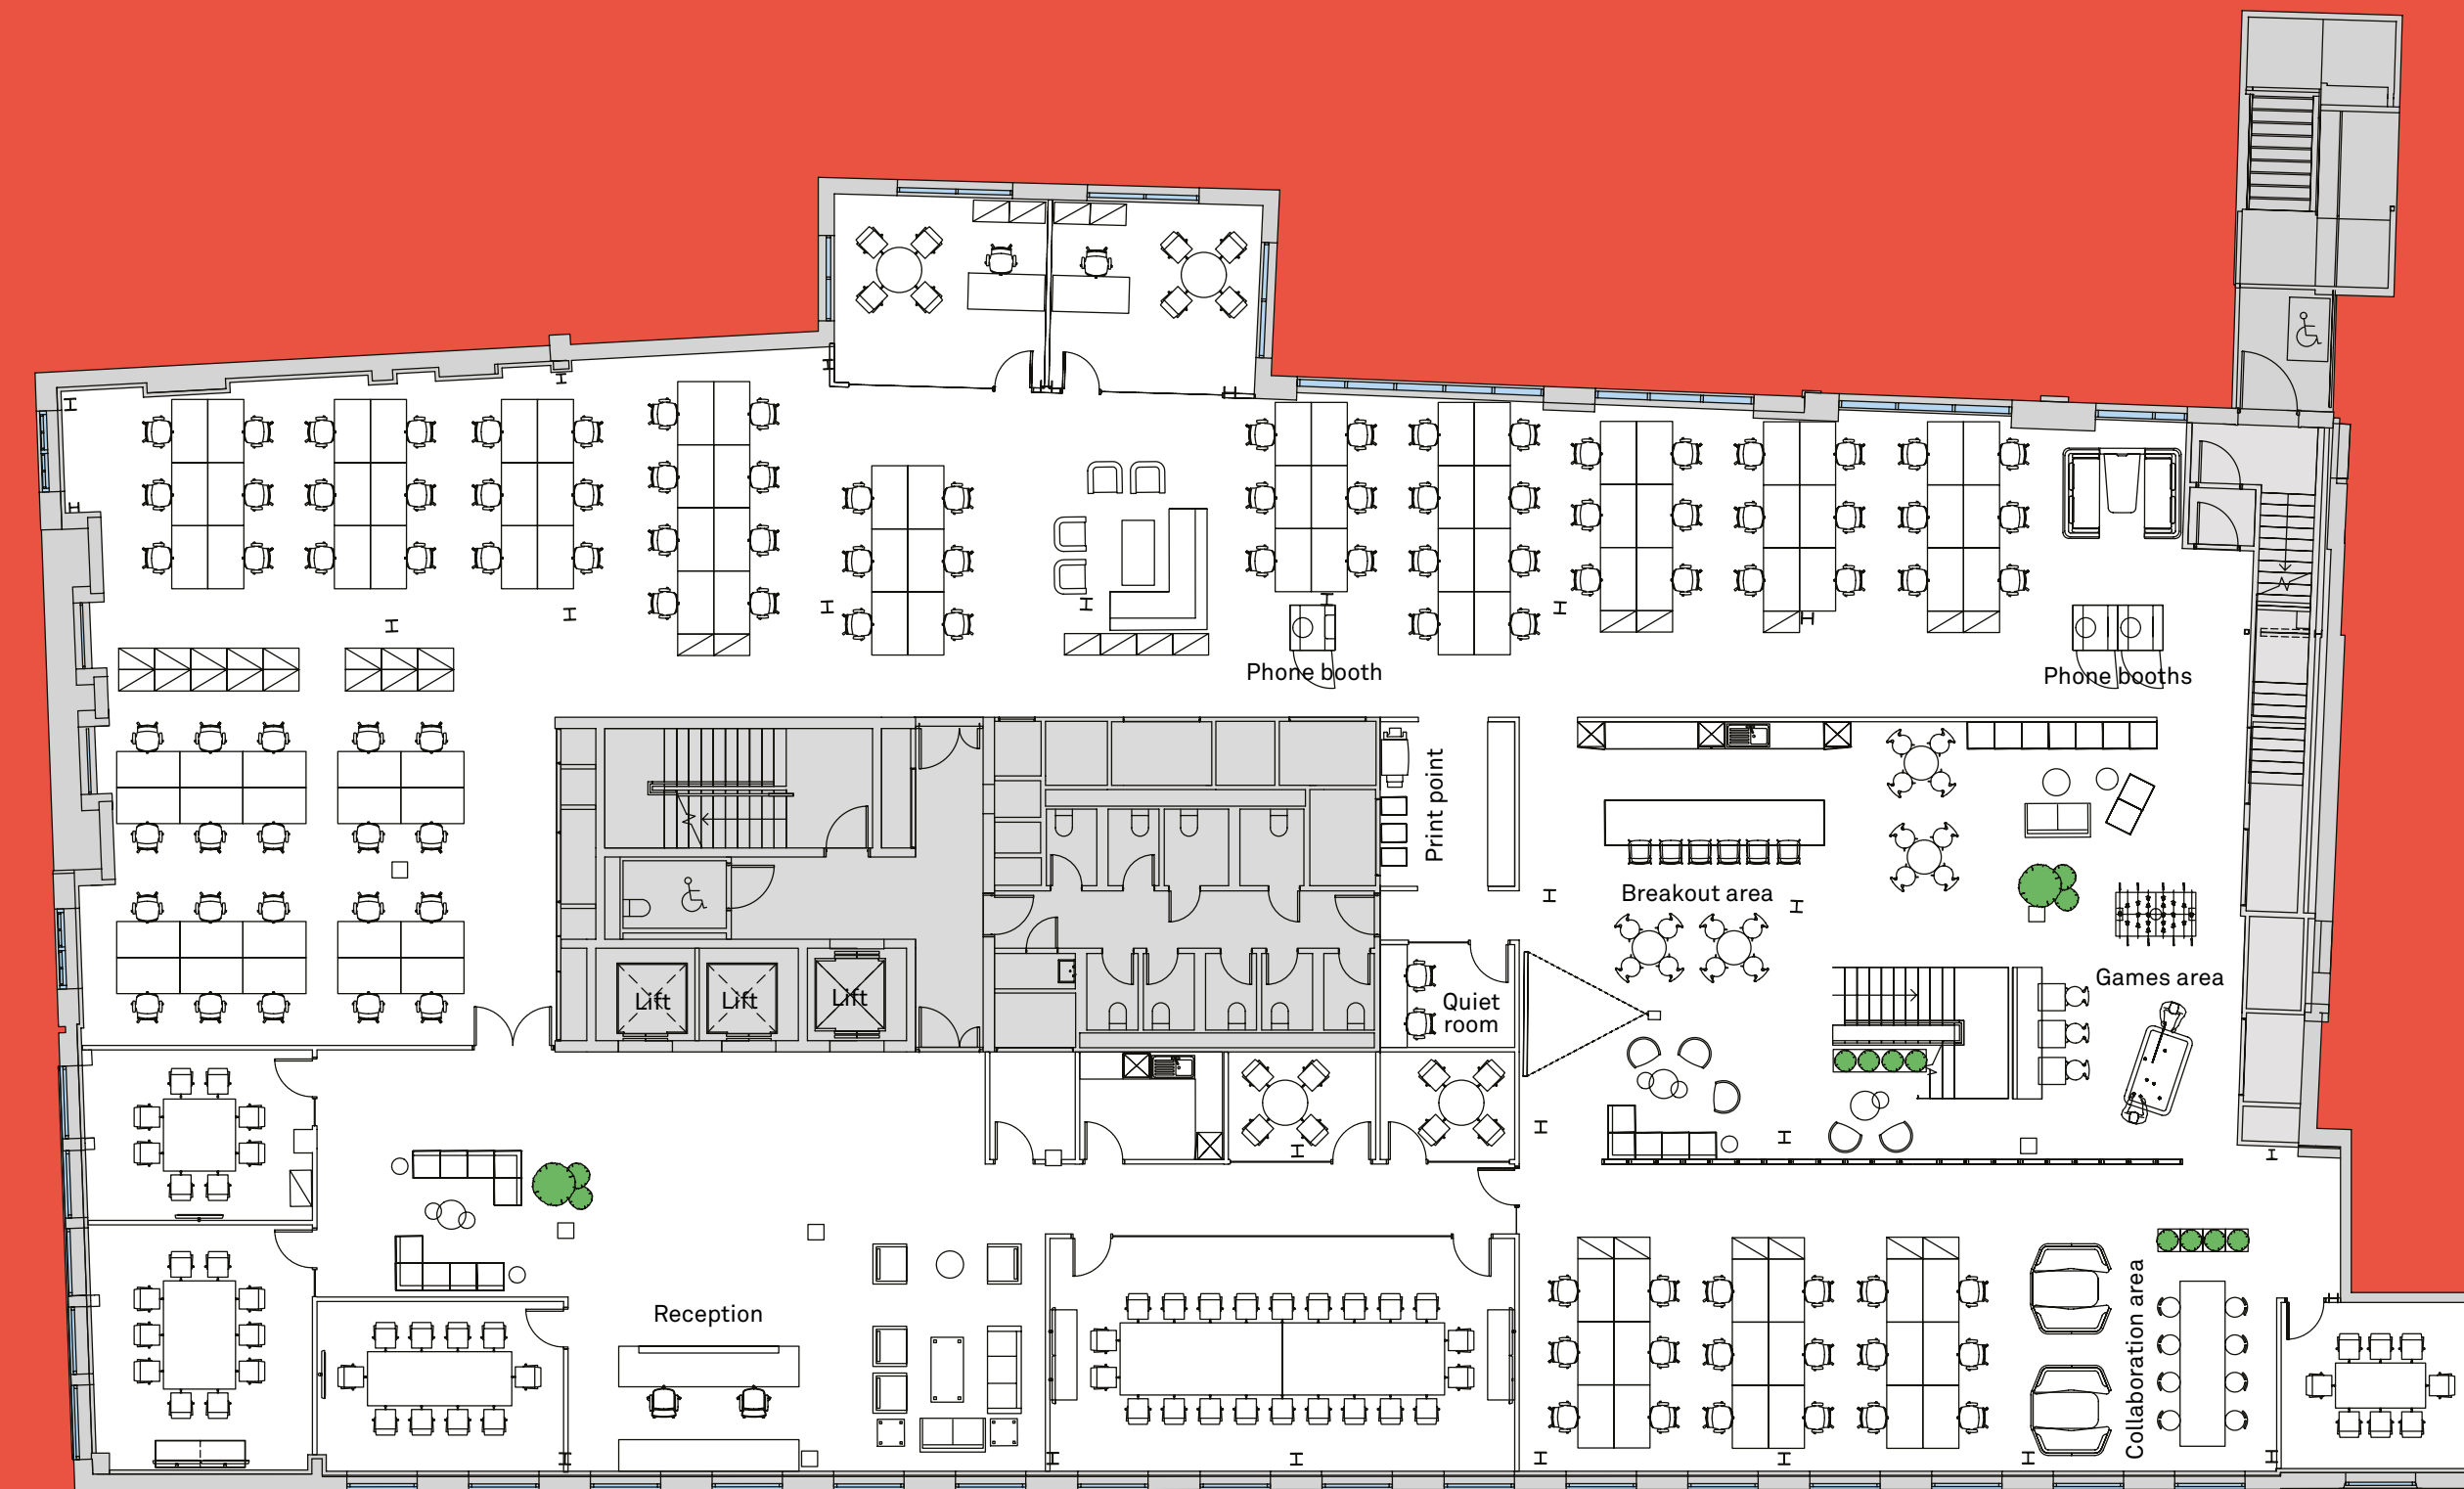 Phone booth
Phone booths
Print point
Breakout area
Games area
Lift
Lift
Lift
Quiet
room
Reception
Collaboration area